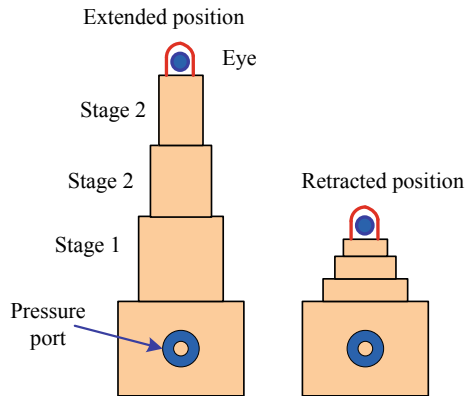 Extended position
Eye
Stage 2
Stage 2
Retracted position
Stage 1
Pressure
port